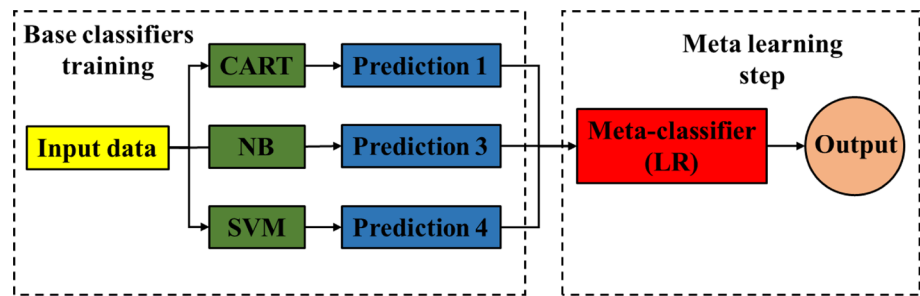 Base classifiers
training
Input data
CART
Prediction 1
NB
Prediction 3
SVM
Prediction 4
Meta learning
step
Meta-classifier
(LR)
Output